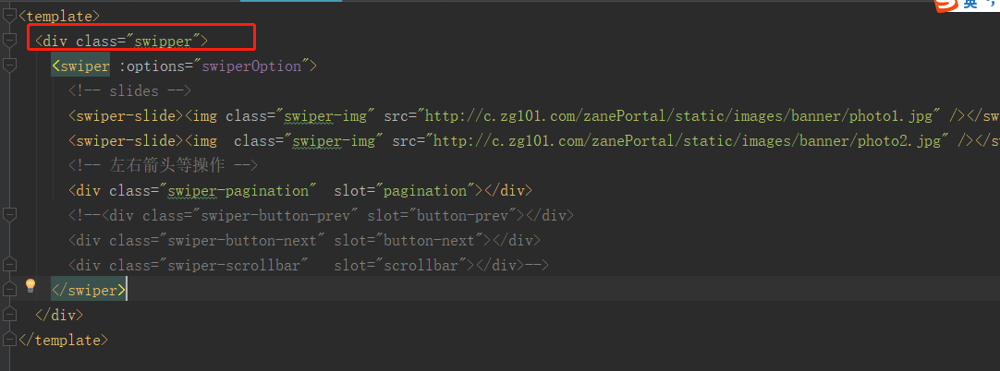 英
<template>
<div class="swipper">
<swiper :options="swiperOption">
<!-- slides -->
<swiper-slide><img class="swiper-img" src="http://c.zg101.com/zanePortal/static/images/banner/photo1.jpg" /></sw
<swiper-slide><img  class="swiper-img" src="http://c.zg101.com/zanePortal/static/images/banner/photo2.jpg" /></s
<!-- 左右箭头等操作 -->
<div class="swiper-pagination"  slot="pagination"></div>
<!--<div class="swiper-button-prev" slot="button-prev"></div>
<div class="swiper-button-next" slot="button-next"></div>
<div class="swiper-scrollbar"   slot="scrollbar"></div>-->
</swiper>
</div>
</template>